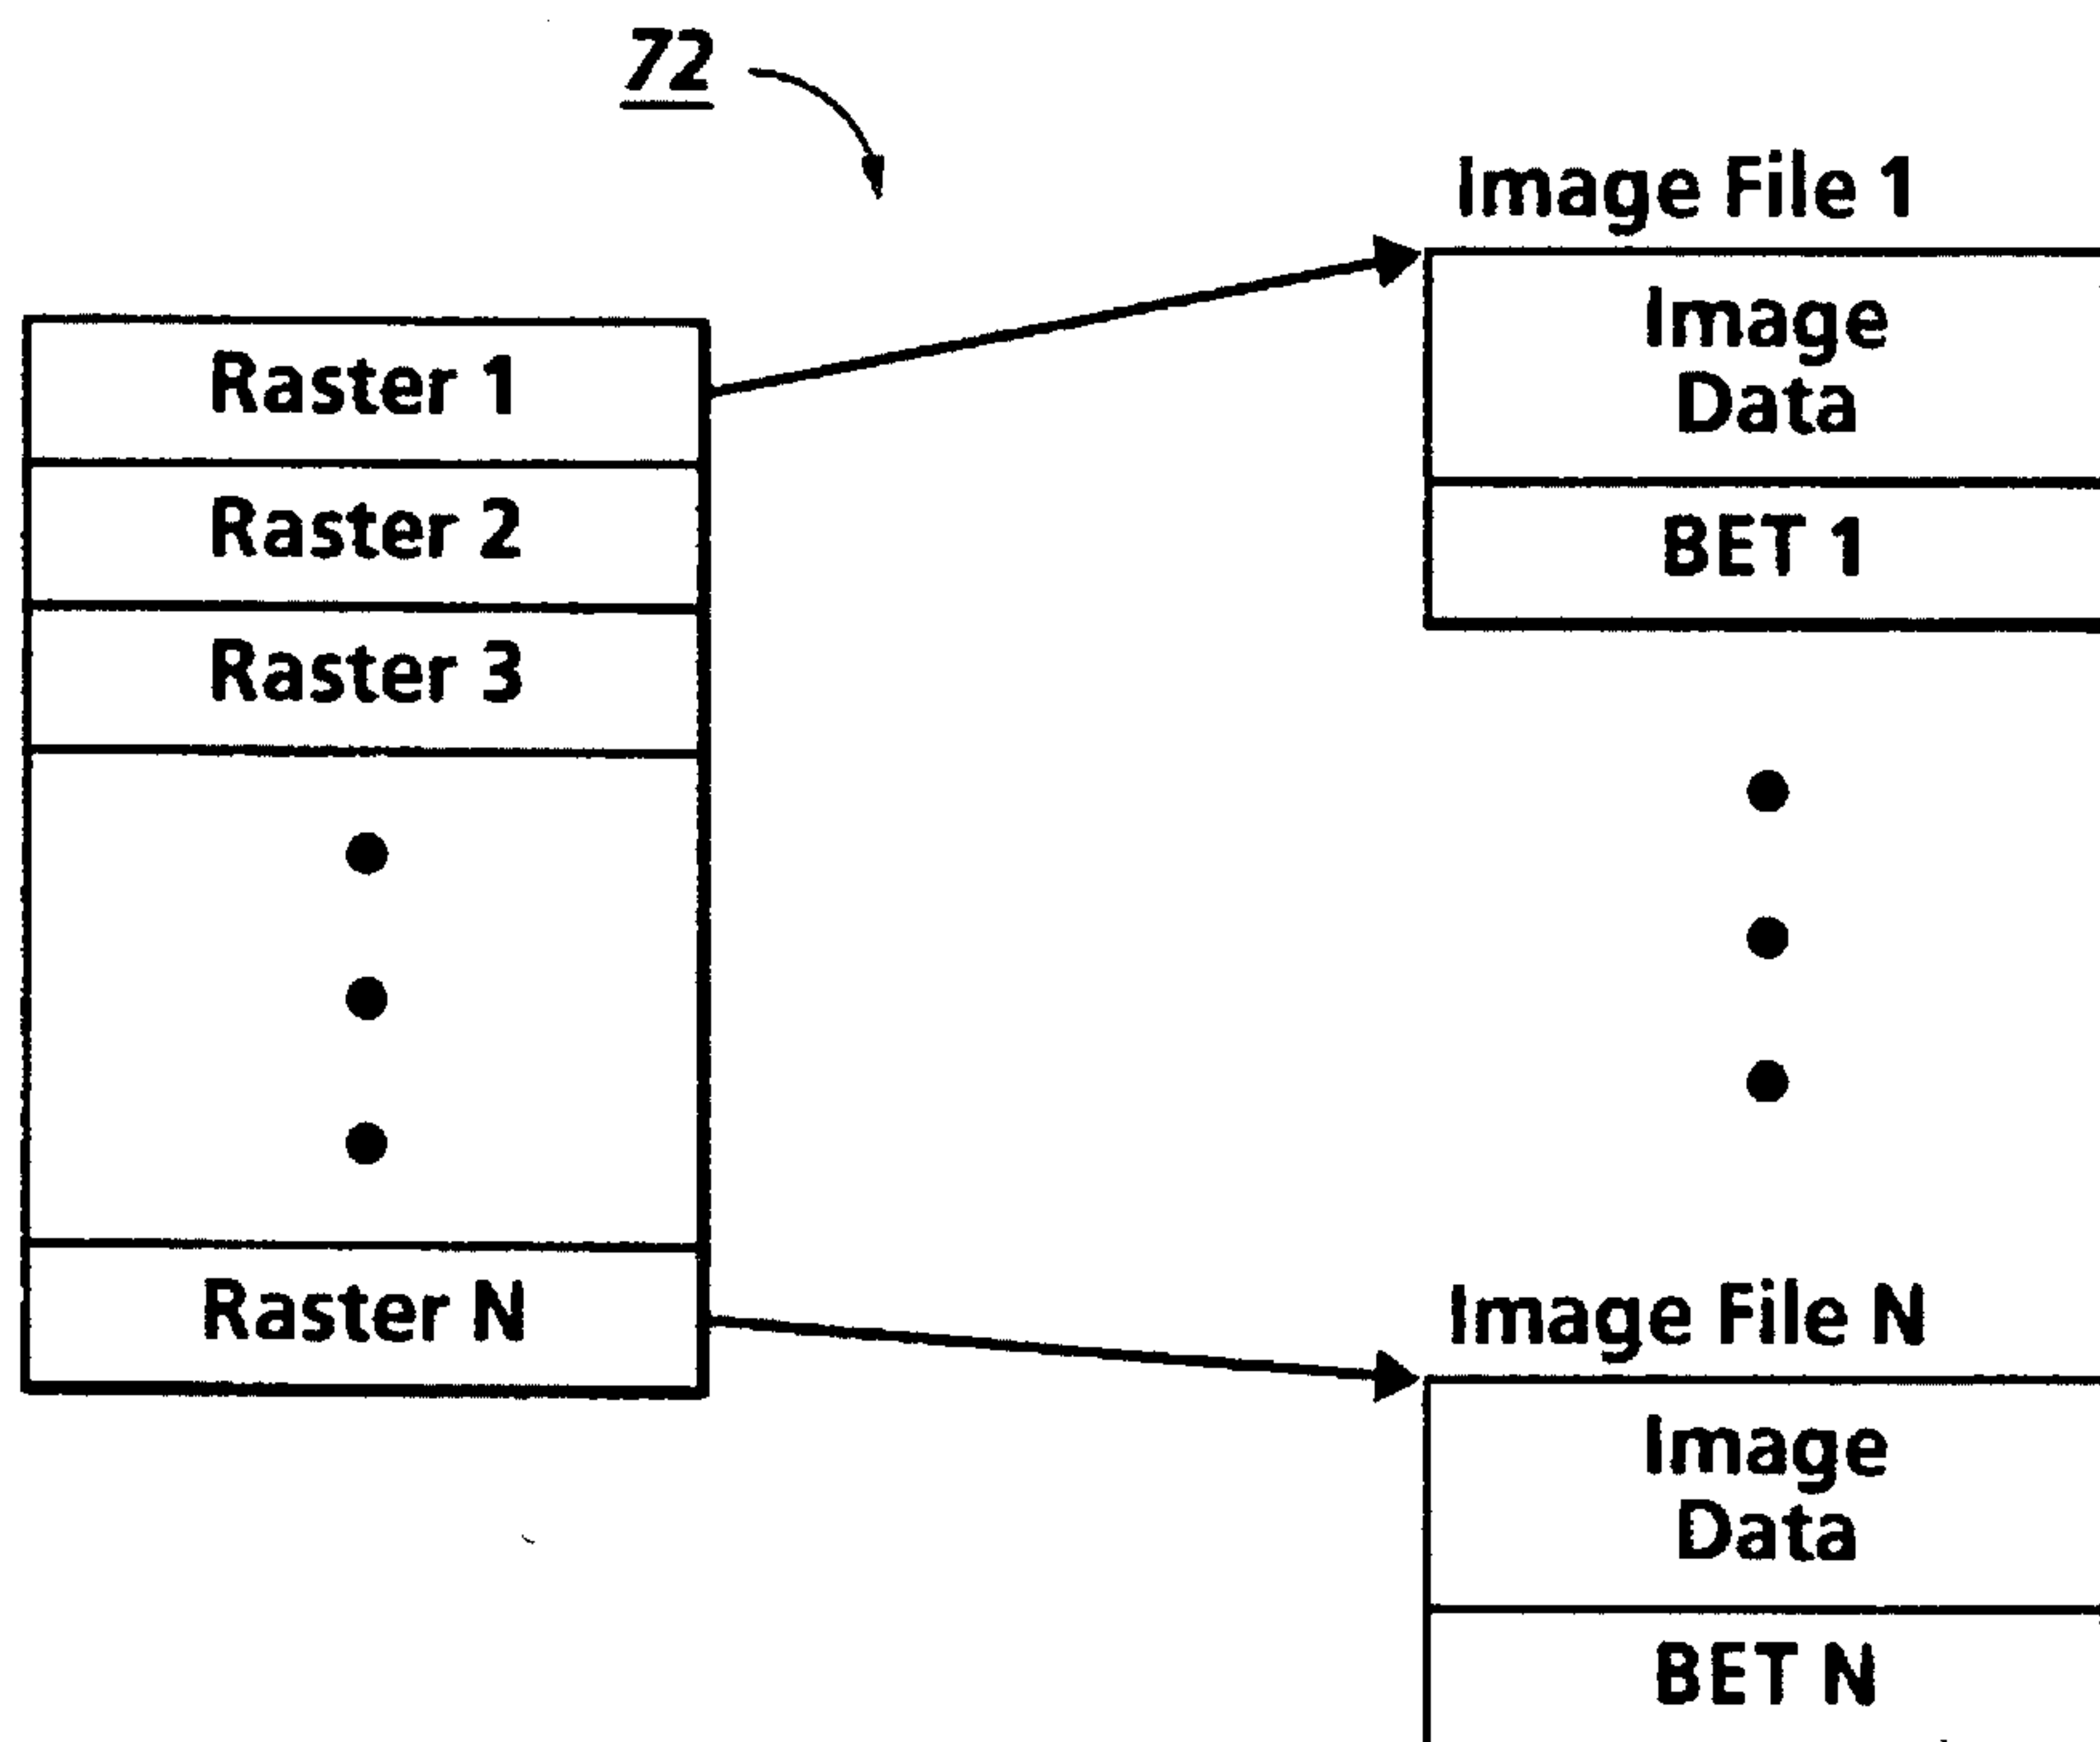 72
Image File 1
Raster 1
Raster 2
Raster 3
Raster N
Image
Data
BET 1
Image File N
Image
Data
BET N